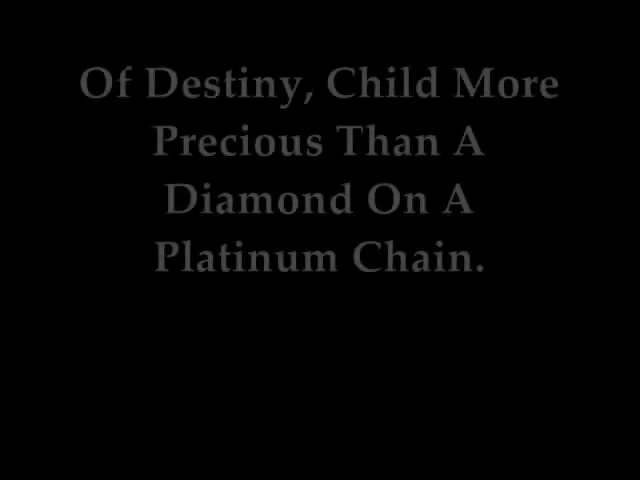 Of Destiny, Child More
Precious Than A
Diamond On A
Platinum Chain.